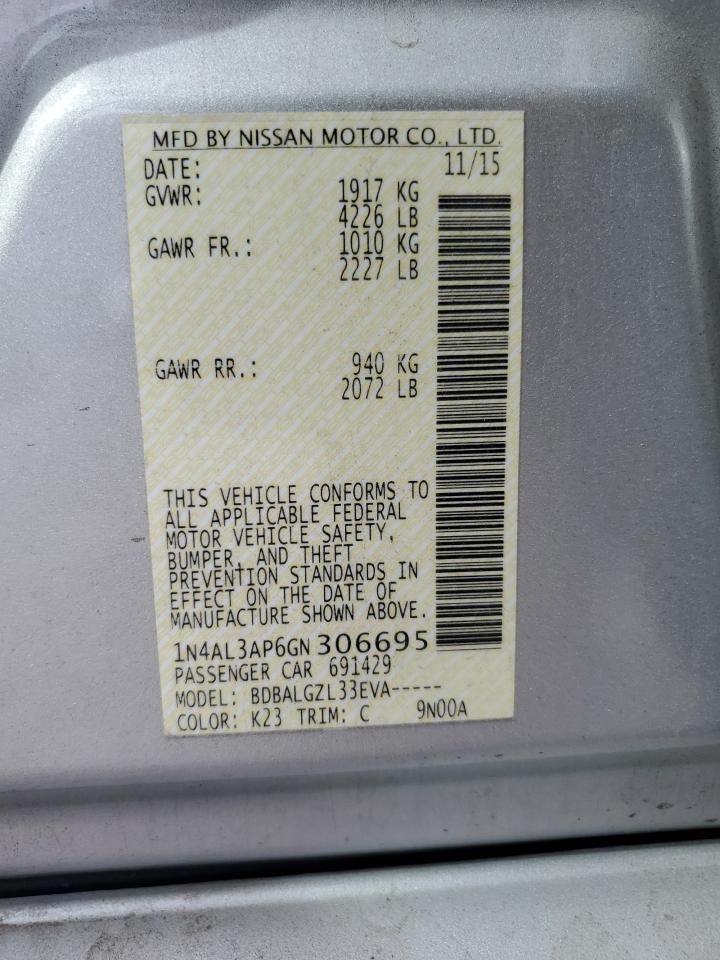 MFD BY NISSAN MOTOR CO., LTD.
DATE: 11/15
GVWR: 1917 KG
4226 LB
GAWR FR.: 1010 KG
2227 LB
GAWR RR.: 940 KG
2072 LB
THIS VEHICLE CONFORMS TO
ALL APPLICABLE FEDERAL
MOTOR VEHICLE SAFETY,
BUMPER, AND THEFT
PREVENTION STANDARDS IN
EFFECT ON THE DATE OF
MANUFACTURE SHOWN ABOVE.
1N4AL3AP6GN306695
PASSENGER CAR 691429
MODEL: BDBALGZL33EVA-----
COLOR: K23 TRIM: C 9N00A